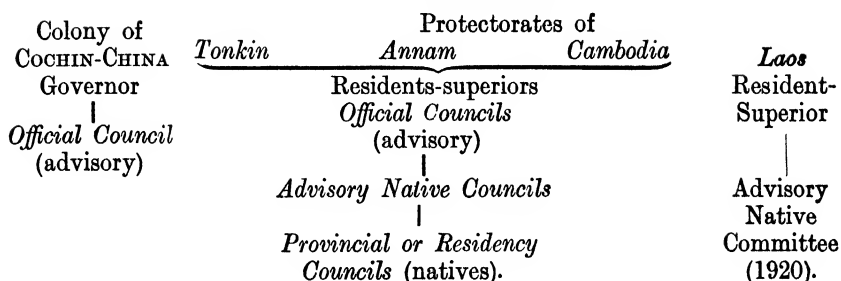 Colony of
COCHIN-CHINA
Governor
Official Council
(advisory)
Protectorates of
Tonkin Annam Cambodia
Residents-superiors
Official Councils
(advisory)
Advisory Native Councils
Provincial or Residency
Councils (natives).
Laos
Resident-
Superior
Advisory
Native
Committee
(1920).